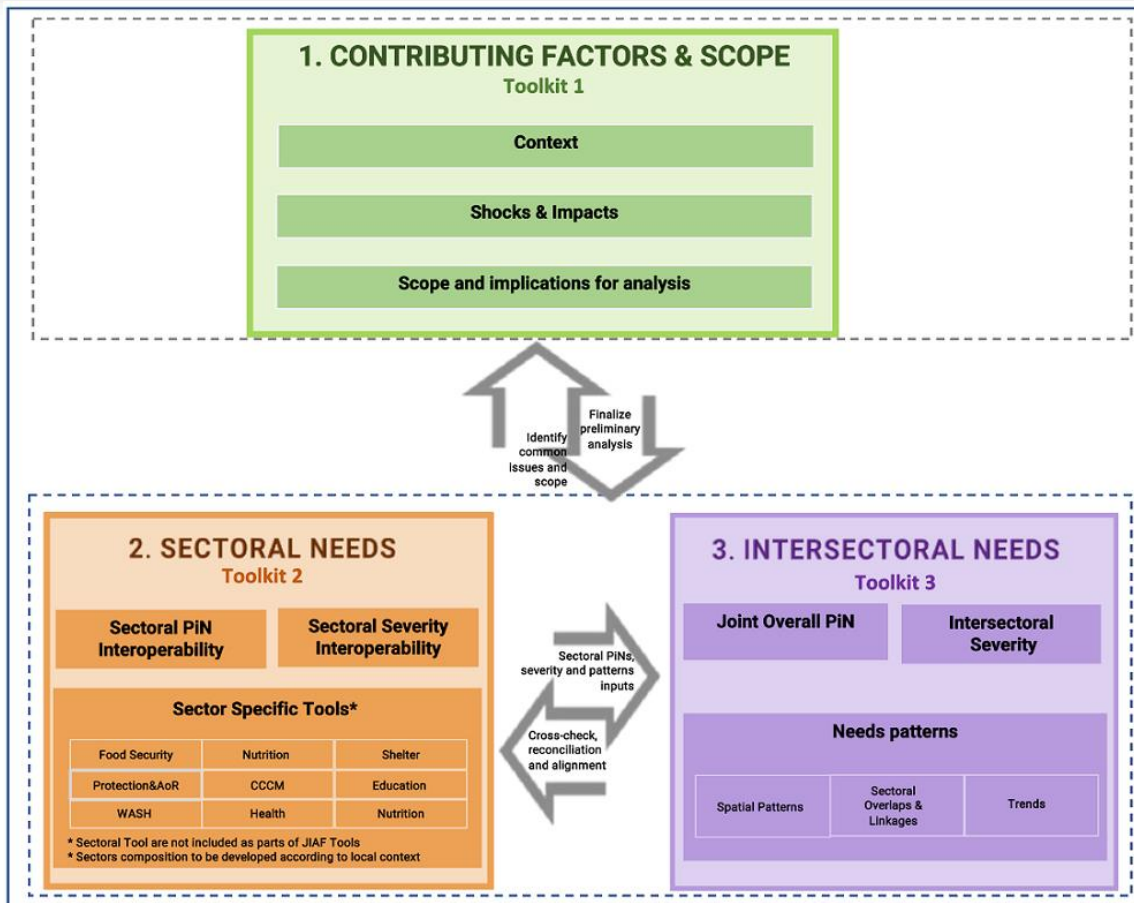 1. CONTRIBUTING FACTORS & SCOPE
Toolkit 1
Context
Shocks & Impacts
Scope and implications for analysis
Identify
common
issues and
scope
Finalize
preliminary
analysis
2. SECTORAL NEEDS
Toolkit 2
Sectoral PiN
Interoperability
Sectoral Severity
Interoperability
Sector Specific Tools*
Food Security
Nutrition
Shelter
Protection&AoR
CCCM
Education
WASH
Health
Nutrition
* Sectoral Tool are not included as parts of JIAF Tools
* Sectors composition to be developed according to local context
Sectoral PiNs,
severity and patterns
inputs
Cross-check,
reconciliation
and alignment
3. INTERSECTORAL NEEDS
Toolkit 3
Joint Overall PiN
Intersectoral
Severity
Needs patterns
Spatial Patterns
Sectoral
Overlaps &
Linkages
Trends